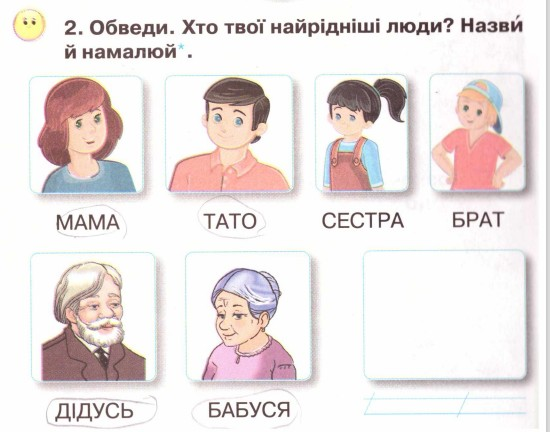 2. Обведи. Хто твої найрідніші люди? Назви́
й намалюй*.
МАМА ТАТО СЕСТРА БРАТ
ДІДУСЬ БАБУСЯ